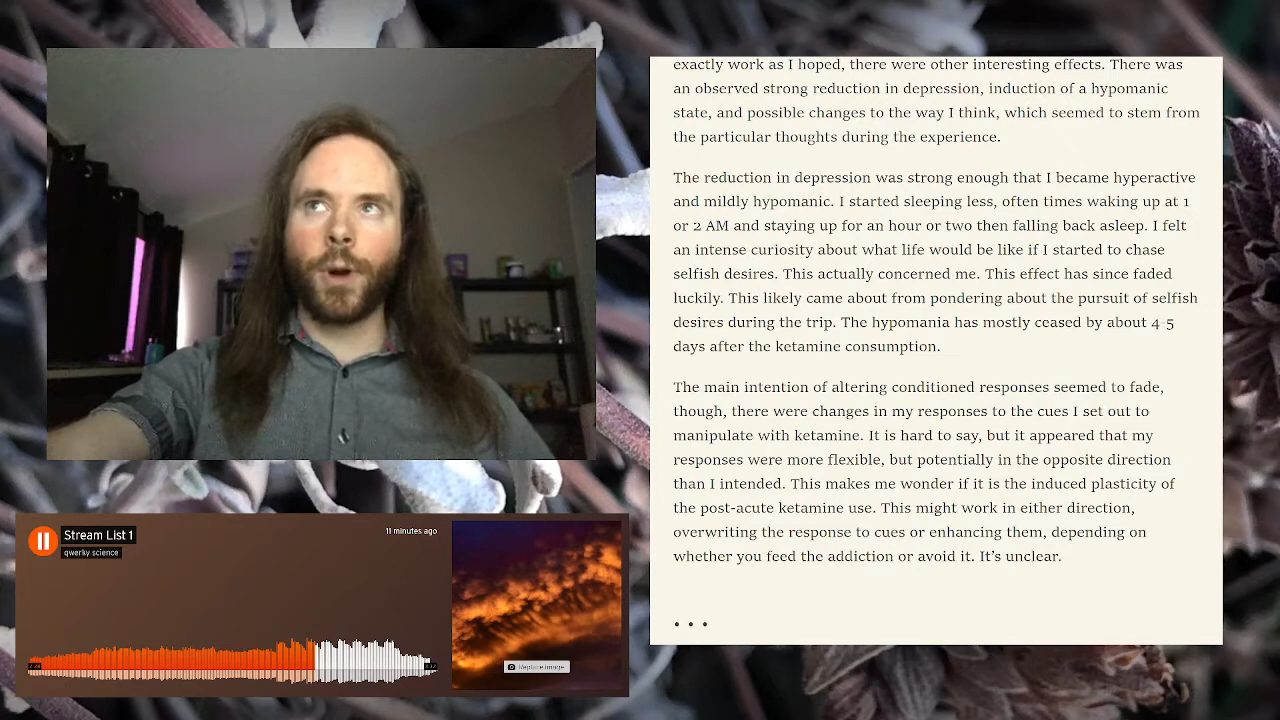 exactly work as I hoped, there were other interesting effects. There was
an observed strong reduction in depression, induction of a hypomanic
state, and possible changes to the way I think, which seemed to stem from
the particular thoughts during the experience.
The reduction in depression was strong enough that I became hyperactive
and mildly hypomanic. I started sleeping less, often times waking up at 1
or 2 AM and staying up for an hour or two then falling back asleep. I felt
an intense curiosity about what life would be like if I started to chase
selfish desires. This actually concerned me. This effect has since faded
luckily. This likely came about from pondering about the pursuit of selfish
desires during the trip. The hypomania has mostly ceased by about 4-5
days after the ketamine consumption.
The main intention of altering conditioned responses seemed to fade,
though, there were changes in my responses to the cues I set out to
manipulate with ketamine. It is hard to say, but it appeared that my
responses were more flexible, but potentially in the opposite direction
than I intended. This makes me wonder if it is the induced plasticity of
the post-acute ketamine use. This might work in either direction,
overwriting the response to cues or enhancing them, depending on
whether you feed the addiction or avoid it. It’s unclear.
• • •
Stream List 1
qwerky science
11 minutes ago
Replace image